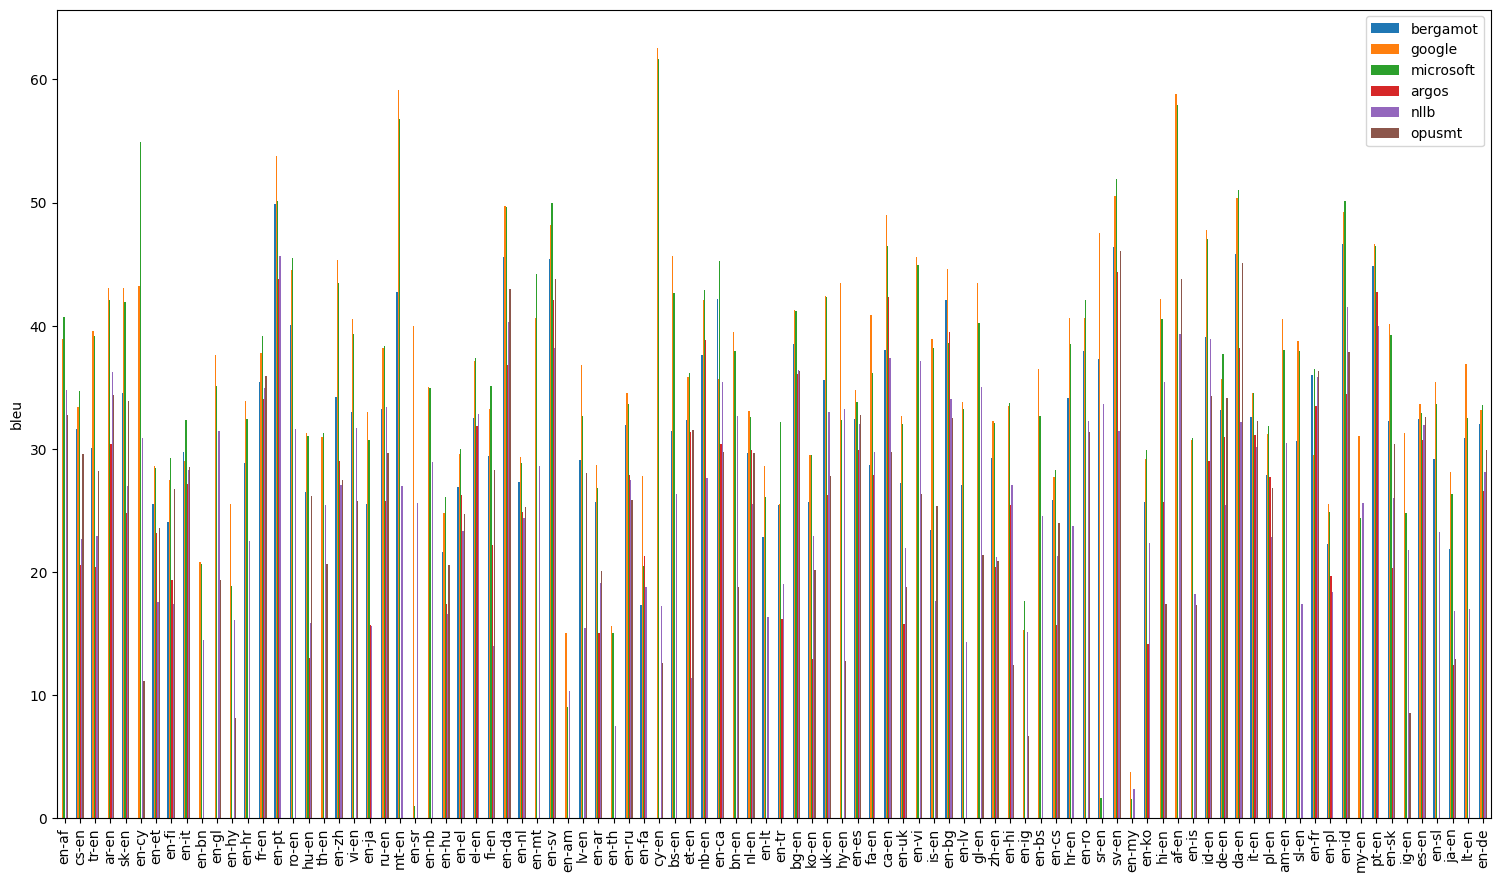 bleu
60
50
40
30
20
10
0
bergamot
google
microsoft
argos
nllb
opusmt
en-af
cs-en
tr-en
ar-en
sk-en
en-cy
en-et
en-fi
en-it
en-bn
en-gl
en-hy
en-hr
fr-en
en-pt
ro-en
hu-en
th-en
en-zh
vi-en
en-ja
ru-en
mt-en
en-sr
en-nb
en-hu
en-el
el-en
fi-en
en-da
en-nl
en-mt
en-sv
en-am
lv-en
en-ar
en-th
en-ru
en-fa
cy-en
bs-en
et-en
nb-en
en-ca
bn-en
nl-en
en-lt
en-tr
bg-en
ko-en
uk-en
hy-en
en-es
fa-en
ca-en
en-uk
en-vi
is-en
en-bg
en-lv
gl-en
zh-en
en-hi
en-ig
en-bs
en-cs
hr-en
en-ro
sr-en
sv-en
en-my
en-ko
hi-en
af-en
en-is
id-en
de-en
da-en
it-en
pl-en
am-en
sl-en
en-fr
en-pl
en-id
my-en
pt-en
en-sk
ig-en
es-en
en-sl
ja-en
lt-en
en-de